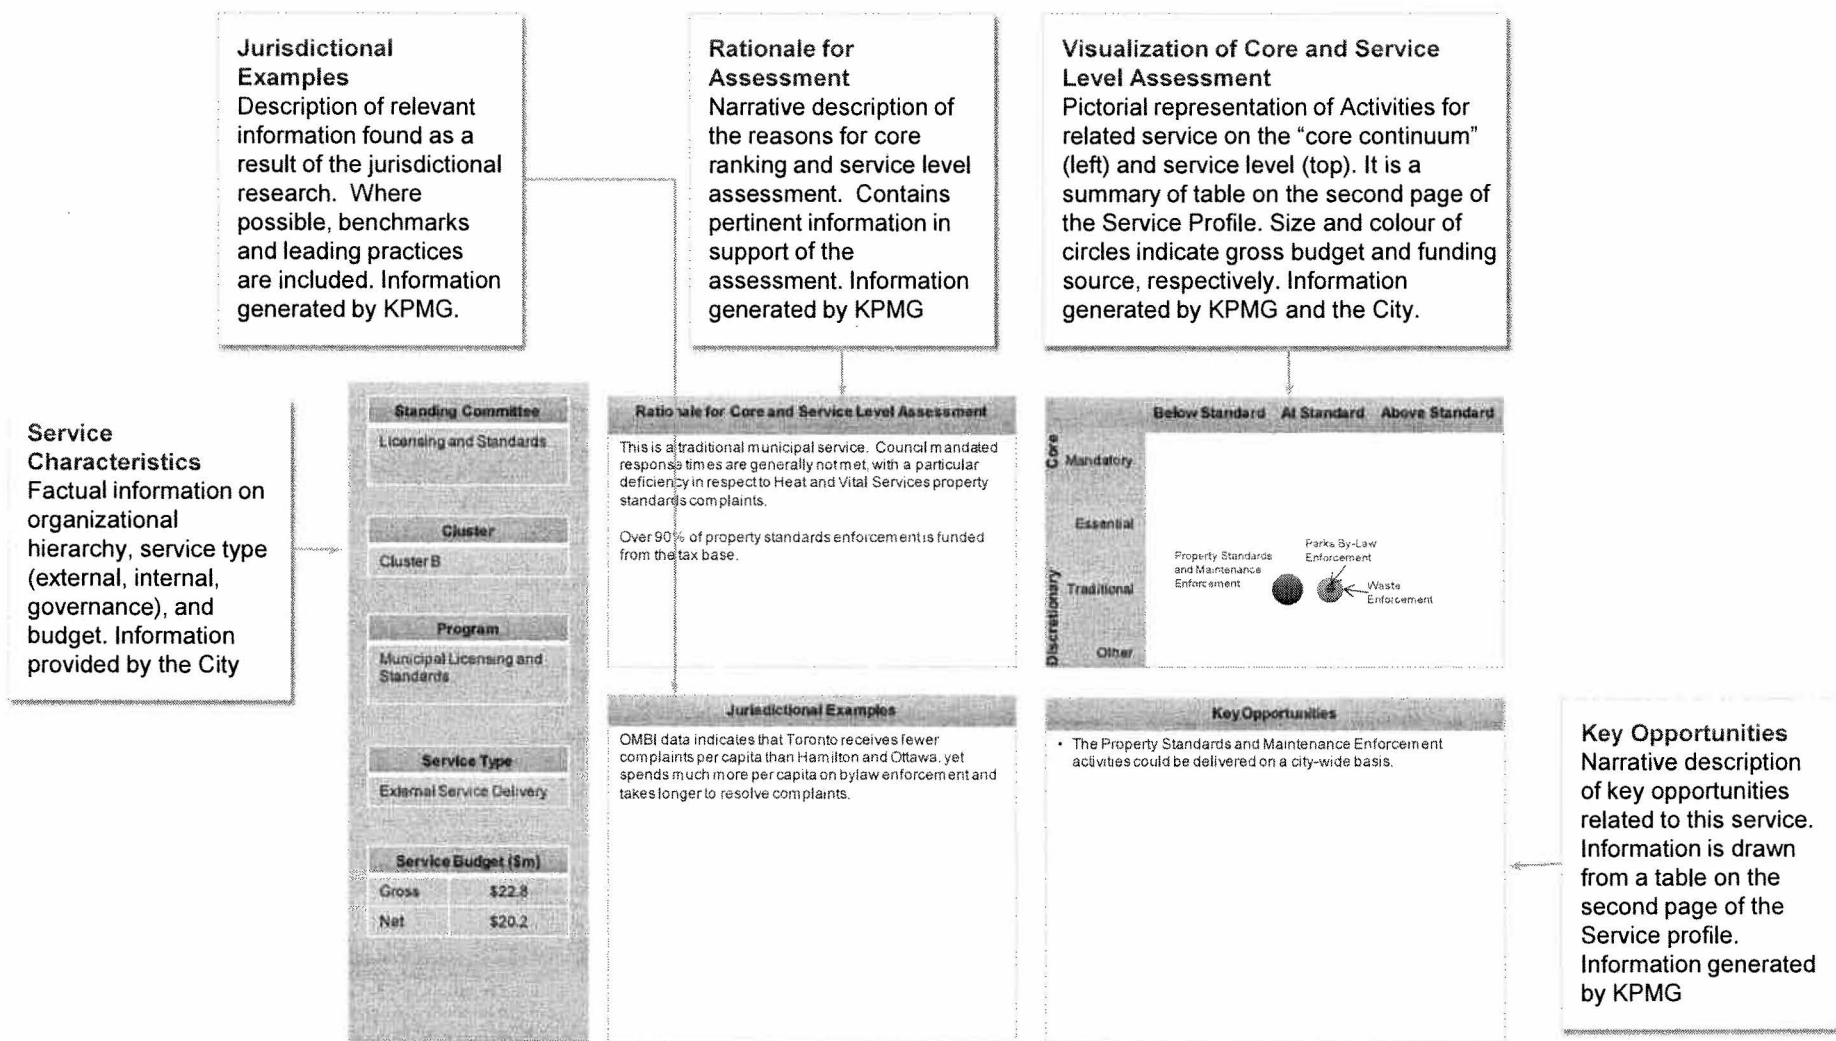 Jurisdictional
Examples
Description of relevant
information found as a
result of the jurisdictional
research. Where
possible, benchmarks
and leading practices
are included. Information
generated by KPMG.
Rationale for
Assessment
Narrative description of
the reasons for core
ranking and service level
assessment. Contains
pertinent information in
support of the
assessment. Information
generated by KPMG
Visualization of Core and Service
Level Assessment
Pictorial representation of Activities for
related service on the “core continuum”
(left) and service level (top). It is a
summary of table on the second page of
the Service Profile. Size and colour of
circles indicate gross budget and funding
source, respectively. Information
generated by KPMG and the City.
Service
Characteristics
Factual information on
organizational
hierarchy, service type
(external, internal,
governance), and
budget. Information
provided by the City
Standing Committee
Licensing and Standards
Cluster
Cluster B
Program
Municipal Licensing and
Standards
Service Type
External Service Delivery
Service Budget ($m)
Gross $22.8
Net $20.2
Rationale for Core and Service Level Assessment
This is a traditional municipal service. Council mandated
response times are generally not met, with a particular
deficiency in respect to Heat and Vital Services property
standards complaints.
Over 90% of property standards enforcement is funded
from the tax base.
Jurisdictional Examples
OMBI data indicates that Toronto receives fewer
complaints per capita than Hamilton and Ottawa, yet
spends much more per capita on bylaw enforcement and
takes longer to resolve complaints.
Below Standard At Standard Above Standard
Core
Mandatory
Essential
Discretionary
Traditional
Other
Property Standards
and Maintenance
Enforcement
Parks By-Law
Enforcement
Waste
Enforcement
Key Opportunities
• The Property Standards and Maintenance Enforcement
activities could be delivered on a city-wide basis.
Key Opportunities
Narrative description
of key opportunities
related to this service.
Information is drawn
from a table on the
second page of the
Service profile.
Information generated
by KPMG